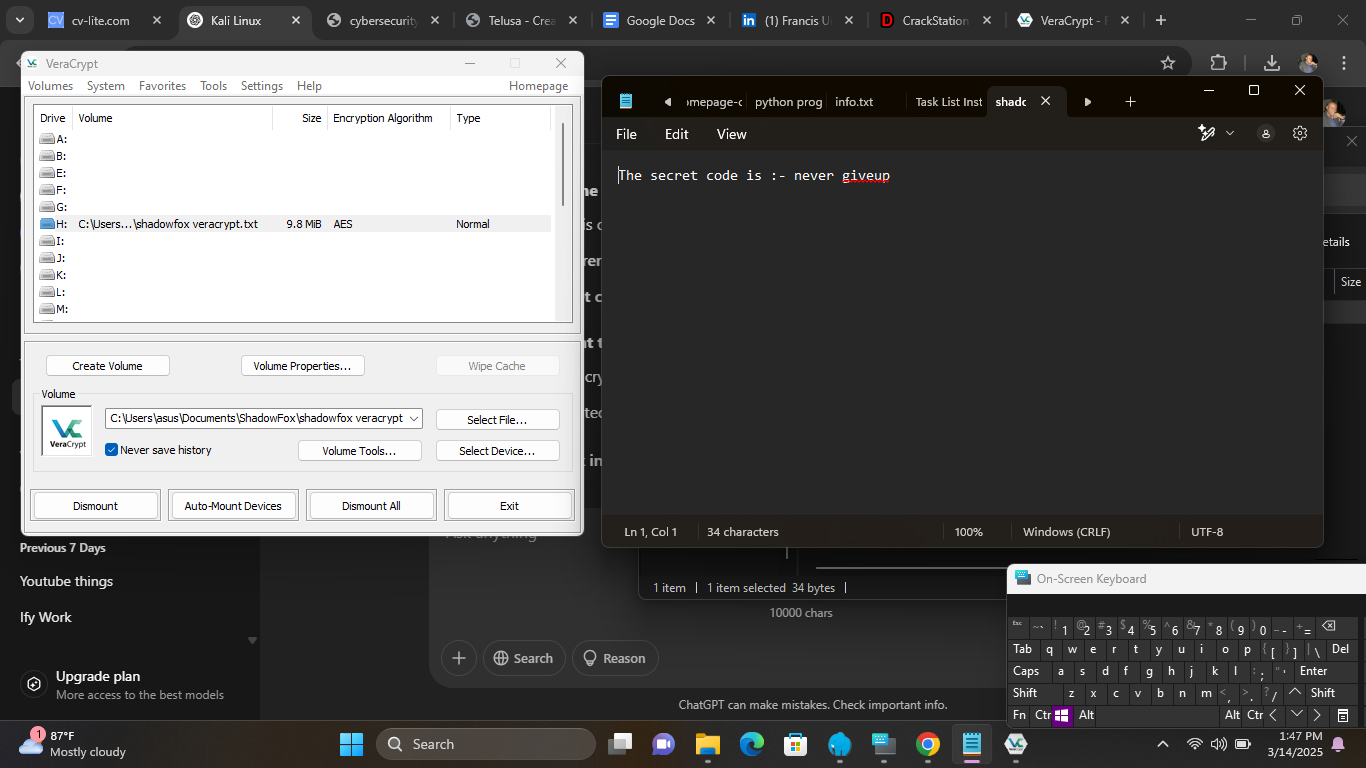 cv-lite.com
Kali Linux
cybersecurity
Telusa - Crea
Google Docs
(1) Francis U
CrackStation
VeraCrypt - F
VeraCrypt
Volumes System Favorites Tools Settings Help Homepage
Drive Volume Size Encryption Algorithm Type
A:
B:
E:
F:
G:
H: C:\Users...\shadowfox veracrypt.txt 9.8 MiB AES Normal
I:
J:
K:
L:
M:
Create Volume Volume Properties... Wipe Cache
Volume
C:\Users\asus\Documents\ShadowFox\shadowfox veracrypt Select File...
VeraCrypt
Never save history Volume Tools... Select Device...
Dismount Auto-Mount Devices Dismount All Exit
omepage-c python prog info.txt Task List Inst shadc
File Edit View
The secret code is :- never giveup
Ln 1, Col 1 34 characters 100% Windows (CRLF) UTF-8
etails
Size
Previous 7 Days
Youtube things
Ify Work
Ask anything
1 item 1 item selected 34 bytes
10000 chars
Search Reason
Upgrade plan
More access to the best models
ChatGPT can make mistakes. Check important info.
On-Screen Keyboard
Esc ~ ` ! 1 @ 2 # 3 $ 4 % 5 ^ 6 & 7 * 8 ( 9 ) 0 _ - + =
Tab q w e r t y u i o p { [ } ] | \ Del
Caps a s d f g h j k l : ; " ' Enter
Shift z x c v b n m < , > . ? / Shift
Fn Ctr Alt Alt Ctr
1
87°F
Mostly cloudy
Search
1:47 PM
3/14/2025